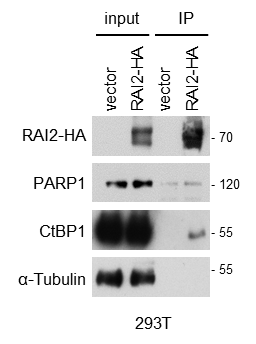 input IP
vector RAI2-HA vector RAI2-HA
RAI2-HA - 70
PARP1 - 120
CtBP1 - 55
α-Tubulin - 55
293T